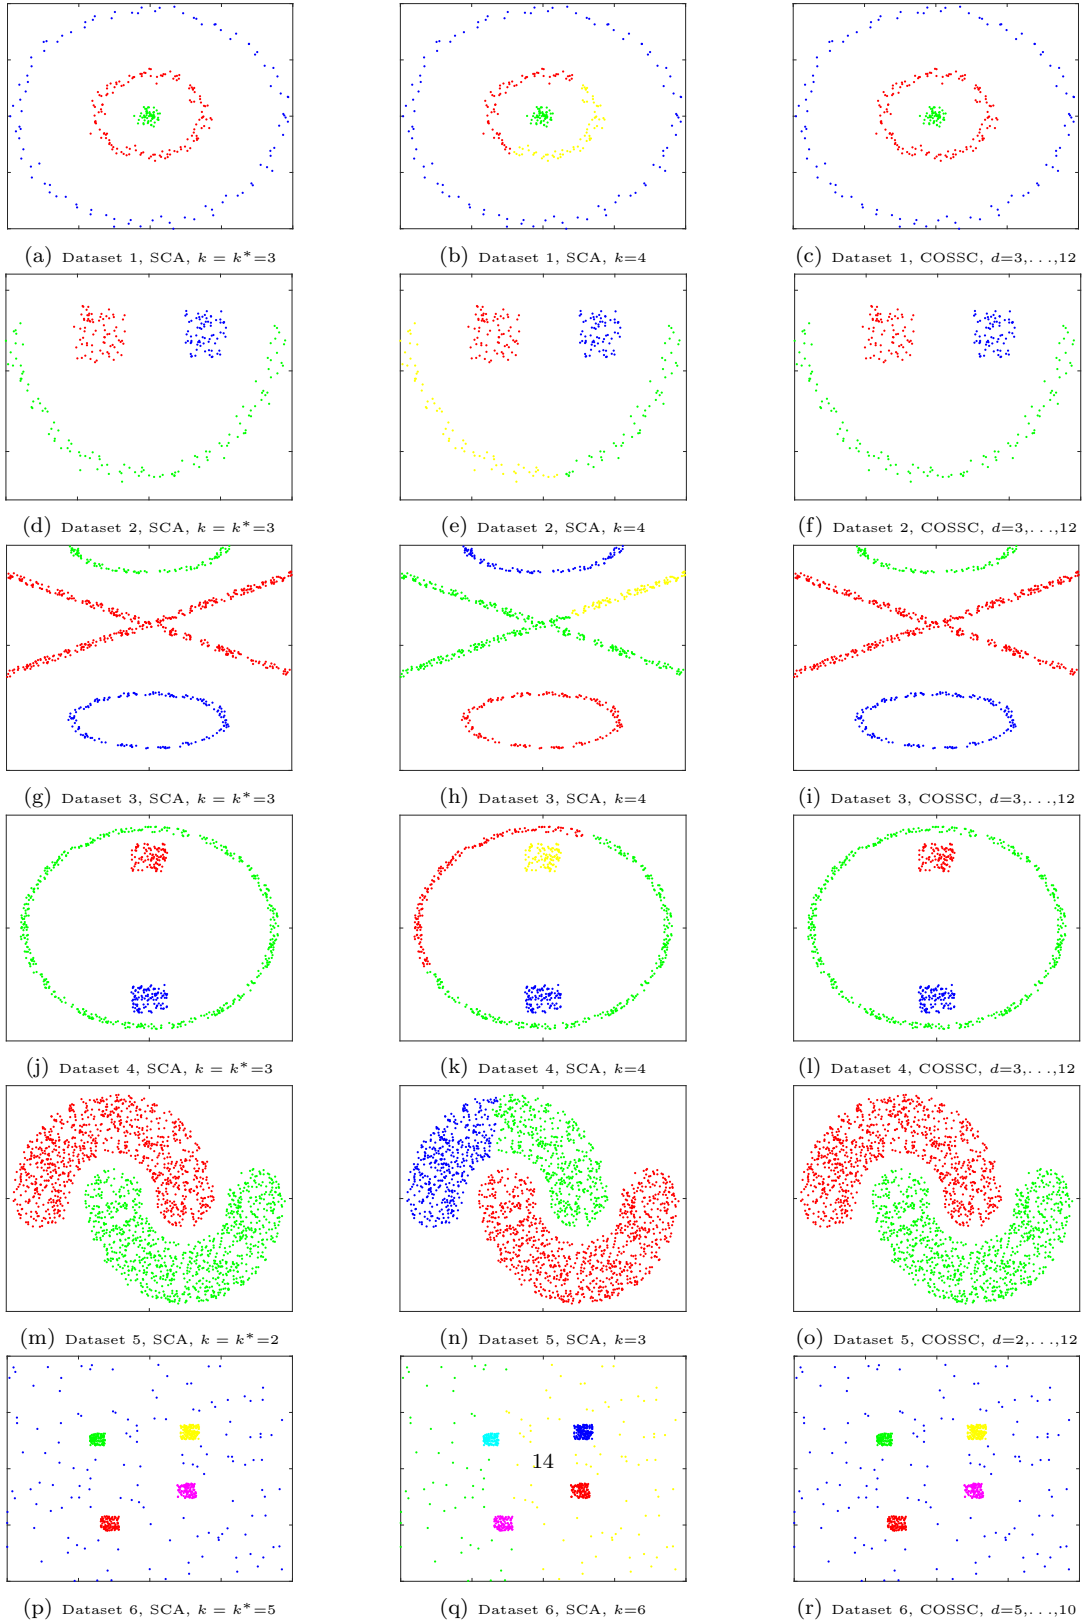 (a) Dataset 1, SCA, k = k*=3
(b) Dataset 1, SCA, k=4
(c) Dataset 1, COSSC, d=3,...,12
(d) Dataset 2, SCA, k = k*=3
(e) Dataset 2, SCA, k=4
(f) Dataset 2, COSSC, d=3,...,12
(g) Dataset 3, SCA, k = k*=3
(h) Dataset 3, SCA, k=4
(i) Dataset 3, COSSC, d=3,...,12
(j) Dataset 4, SCA, k = k*=3
(k) Dataset 4, SCA, k=4
(l) Dataset 4, COSSC, d=3,...,12
(m) Dataset 5, SCA, k = k*=2
(n) Dataset 5, SCA, k=3
(o) Dataset 5, COSSC, d=2,...,12
14
(p) Dataset 6, SCA, k = k*=5
(q) Dataset 6, SCA, k=6
(r) Dataset 6, COSSC, d=5,...,10